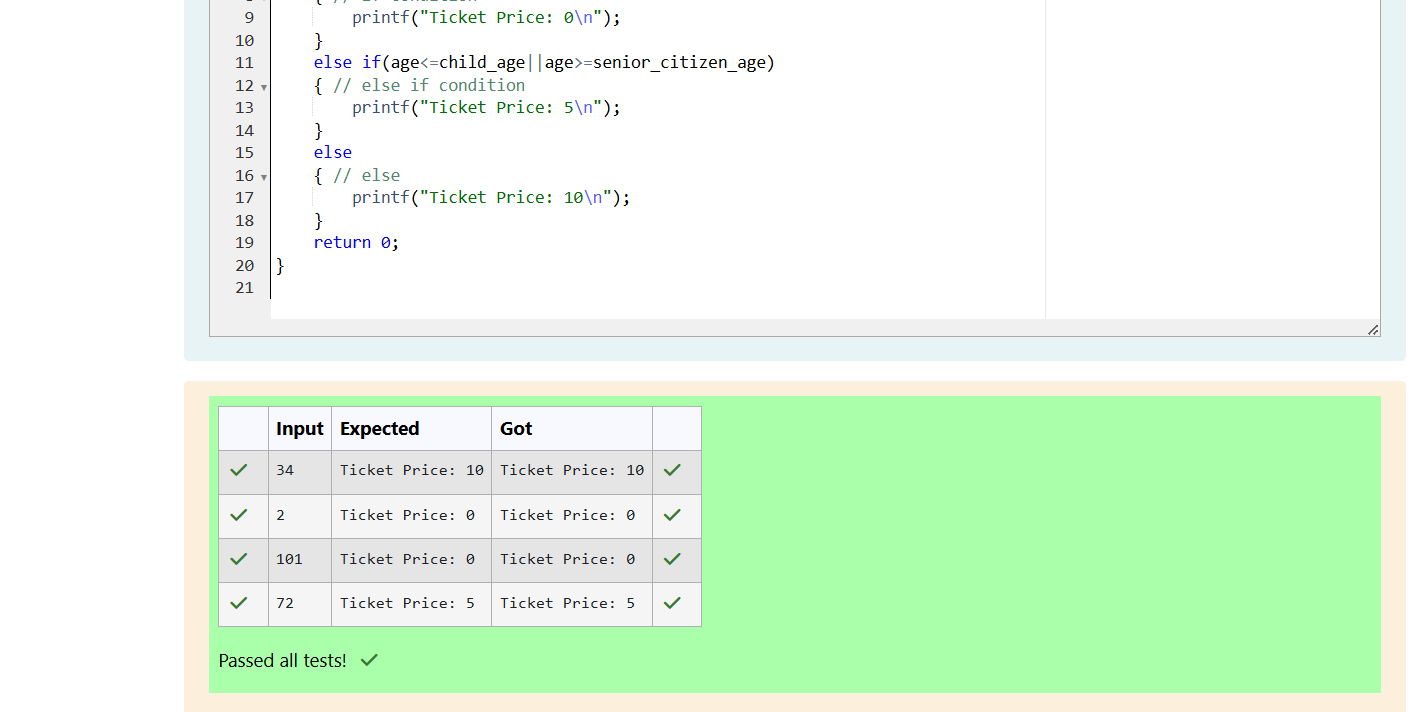 9 printf("Ticket Price: 0\n");
10 }
11 else if(age<=child_age||age>=senior_citizen_age)
12 { // else if condition
13 printf("Ticket Price: 5\n");
14 }
15 else
16 { // else
17 printf("Ticket Price: 10\n");
18 }
19 return 0;
20 }
21
Input Expected Got
34 Ticket Price: 10 Ticket Price: 10
2 Ticket Price: 0 Ticket Price: 0
101 Ticket Price: 0 Ticket Price: 0
72 Ticket Price: 5 Ticket Price: 5
Passed all tests!